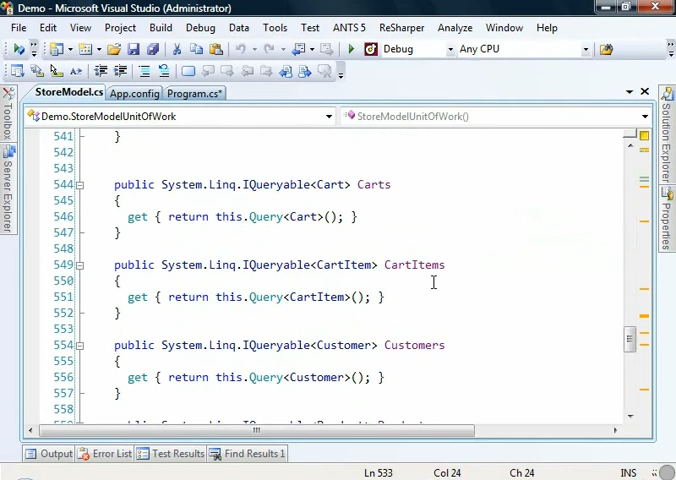 Demo - Microsoft Visual Studio (Administrator)
File Edit View Project Build Debug Data Tools Test ANTS 5 ReSharper Analyze Window Help
Debug Any CPU
StoreModel.cs App.config Program.cs*
Demo.StoreModelUnitOfWork StoreModelUnitOfWork()
541 }
542
543
544 public System.Linq.IQueryable<Cart> Carts
545 {
546 get { return this.Query<Cart>(); }
547 }
548
549 public System.Linq.IQueryable<CartItem> CartItems
550 {
551 get { return this.Query<CartItem>(); }
552 }
553
554 public System.Linq.IQueryable<Customer> Customers
555 {
556 get { return this.Query<Customer>(); }
557 }
558
Toolbox
Server Explorer
Solution Explorer
Properties
Output Error List Test Results Find Results 1
Ln 533 Col 24 Ch 24 INS